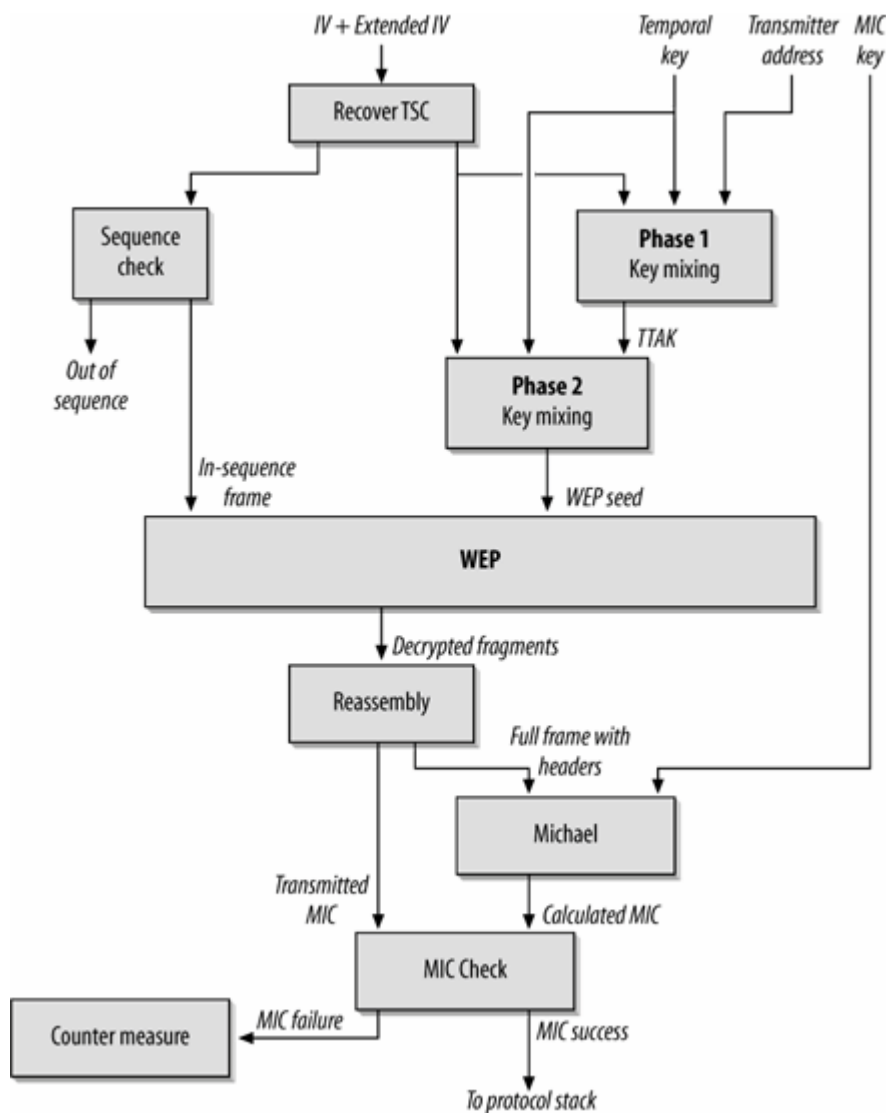 IV + Extended IV
Temporal
key
Transmitter
address
MIC
key
Recover TSC
Sequence
check
Phase 1
Key mixing
Out of
sequence
TTAK
Phase 2
Key mixing
In-sequence
frame
WEP seed
WEP
Decrypted fragments
Reassembly
Full frame with
headers
Michael
Transmitted
MIC
Calculated MIC
MIC Check
Counter measure
MIC failure
MIC success
To protocol stack